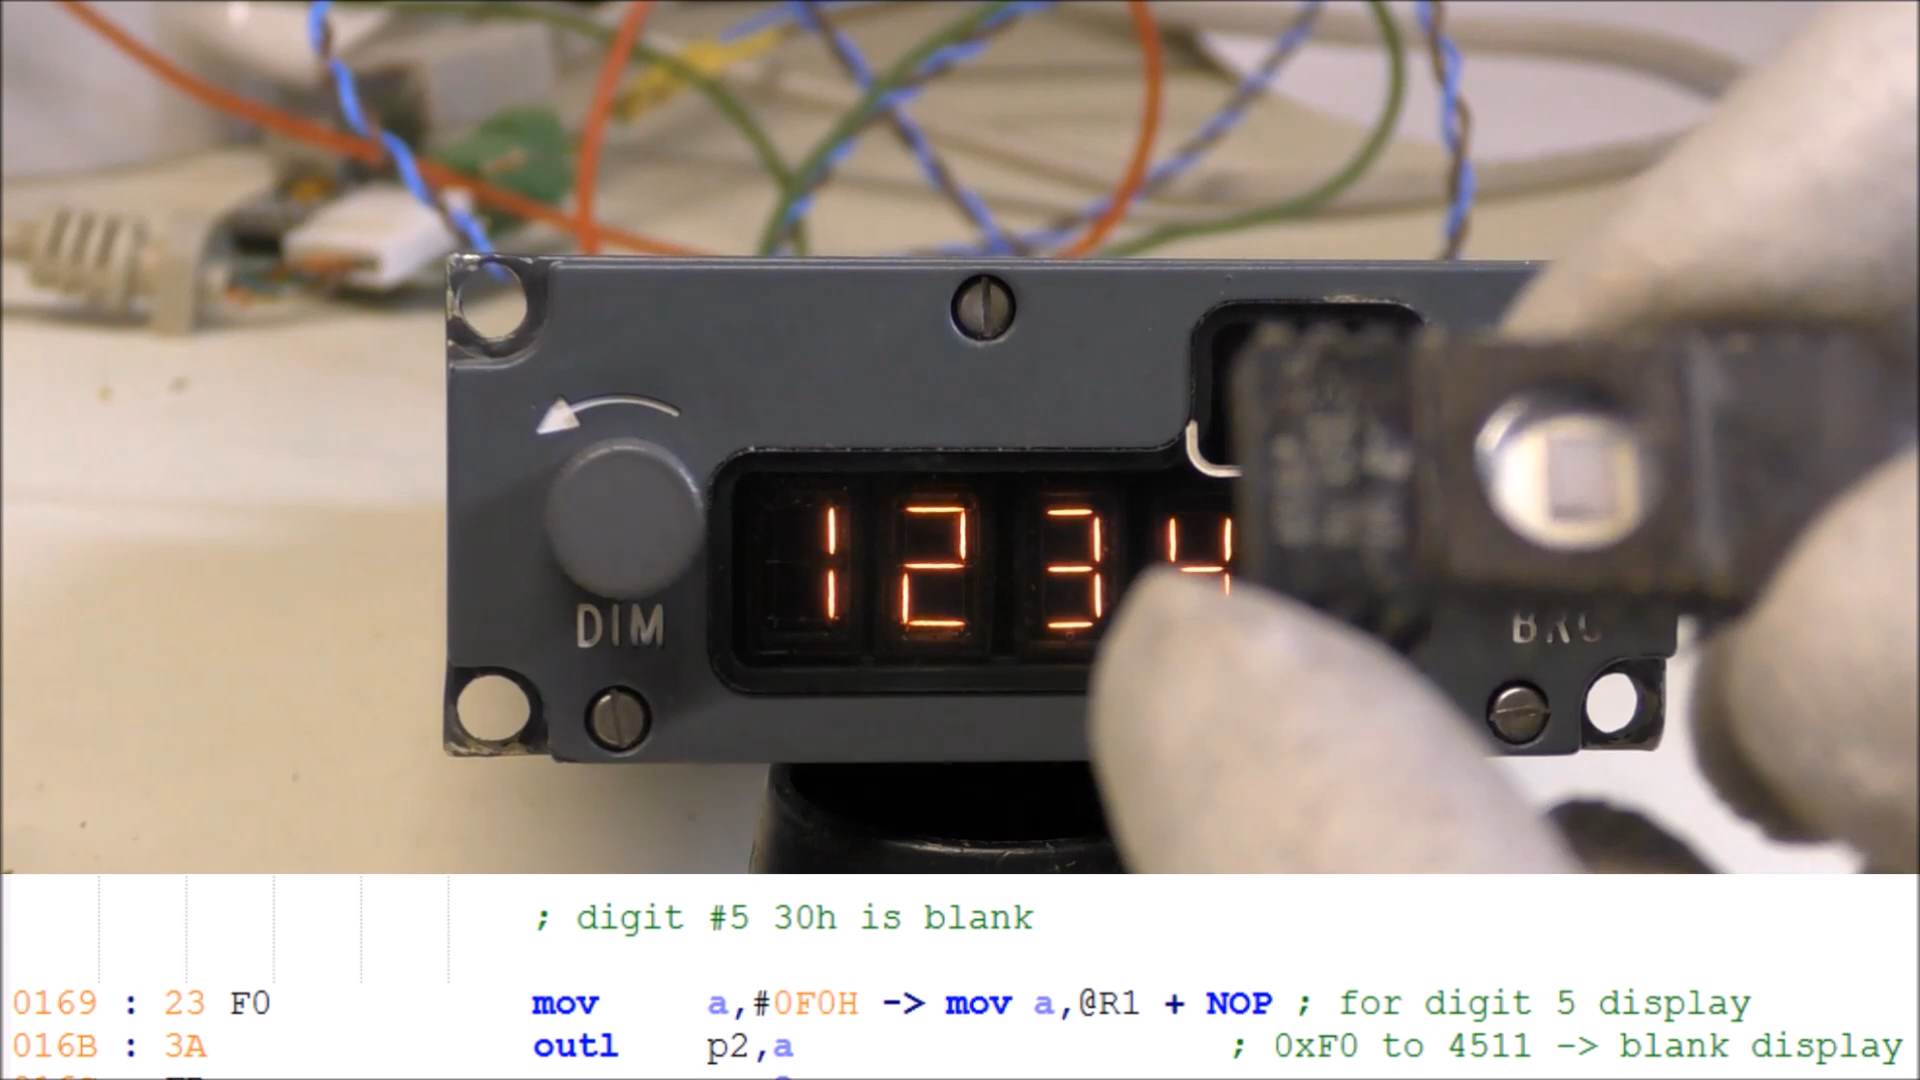 1234
DIM
; digit #5 30h is blank
0169 : 23 F0 mov a,#0F0H -> mov a,@R1 + NOP ; for digit 5 display
016B : 3A outl p2,a ; 0xF0 to 4511 -> blank display